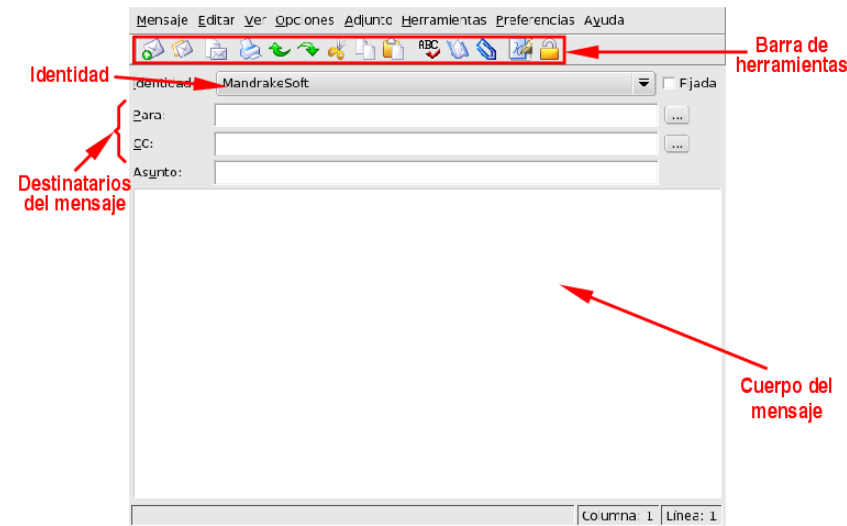 Mensaje Editar Ver Opciones Adjunto Herramientas Preferencias Ayuda
ABC
Barra de
herramientas
Identidad
Identidad
MandrakeSoft
Fijada
Para:
...
CC:
...
Asunto:
Destinatarios
del mensaje
Cuerpo del
mensaje
Columna: 1 Línea: 1